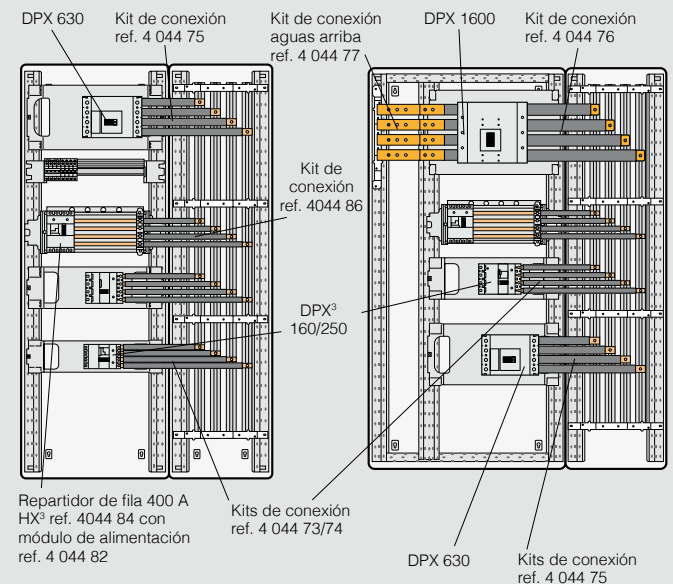 DPX 630
Kit de conexión
ref. 4 044 75
Kit de conexión
aguas arriba
ref. 4 044 77
DPX 1600
Kit de conexión
ref. 4 044 76
Kit de
conexión
ref. 4044 86
DPX³
160/250
Repartidor de fila 400 A
HX³ ref. 4044 84 con
módulo de alimentación
ref. 4 044 82
Kits de conexión
ref. 4 044 73/74
DPX 630
Kits de conexión
ref. 4 044 75